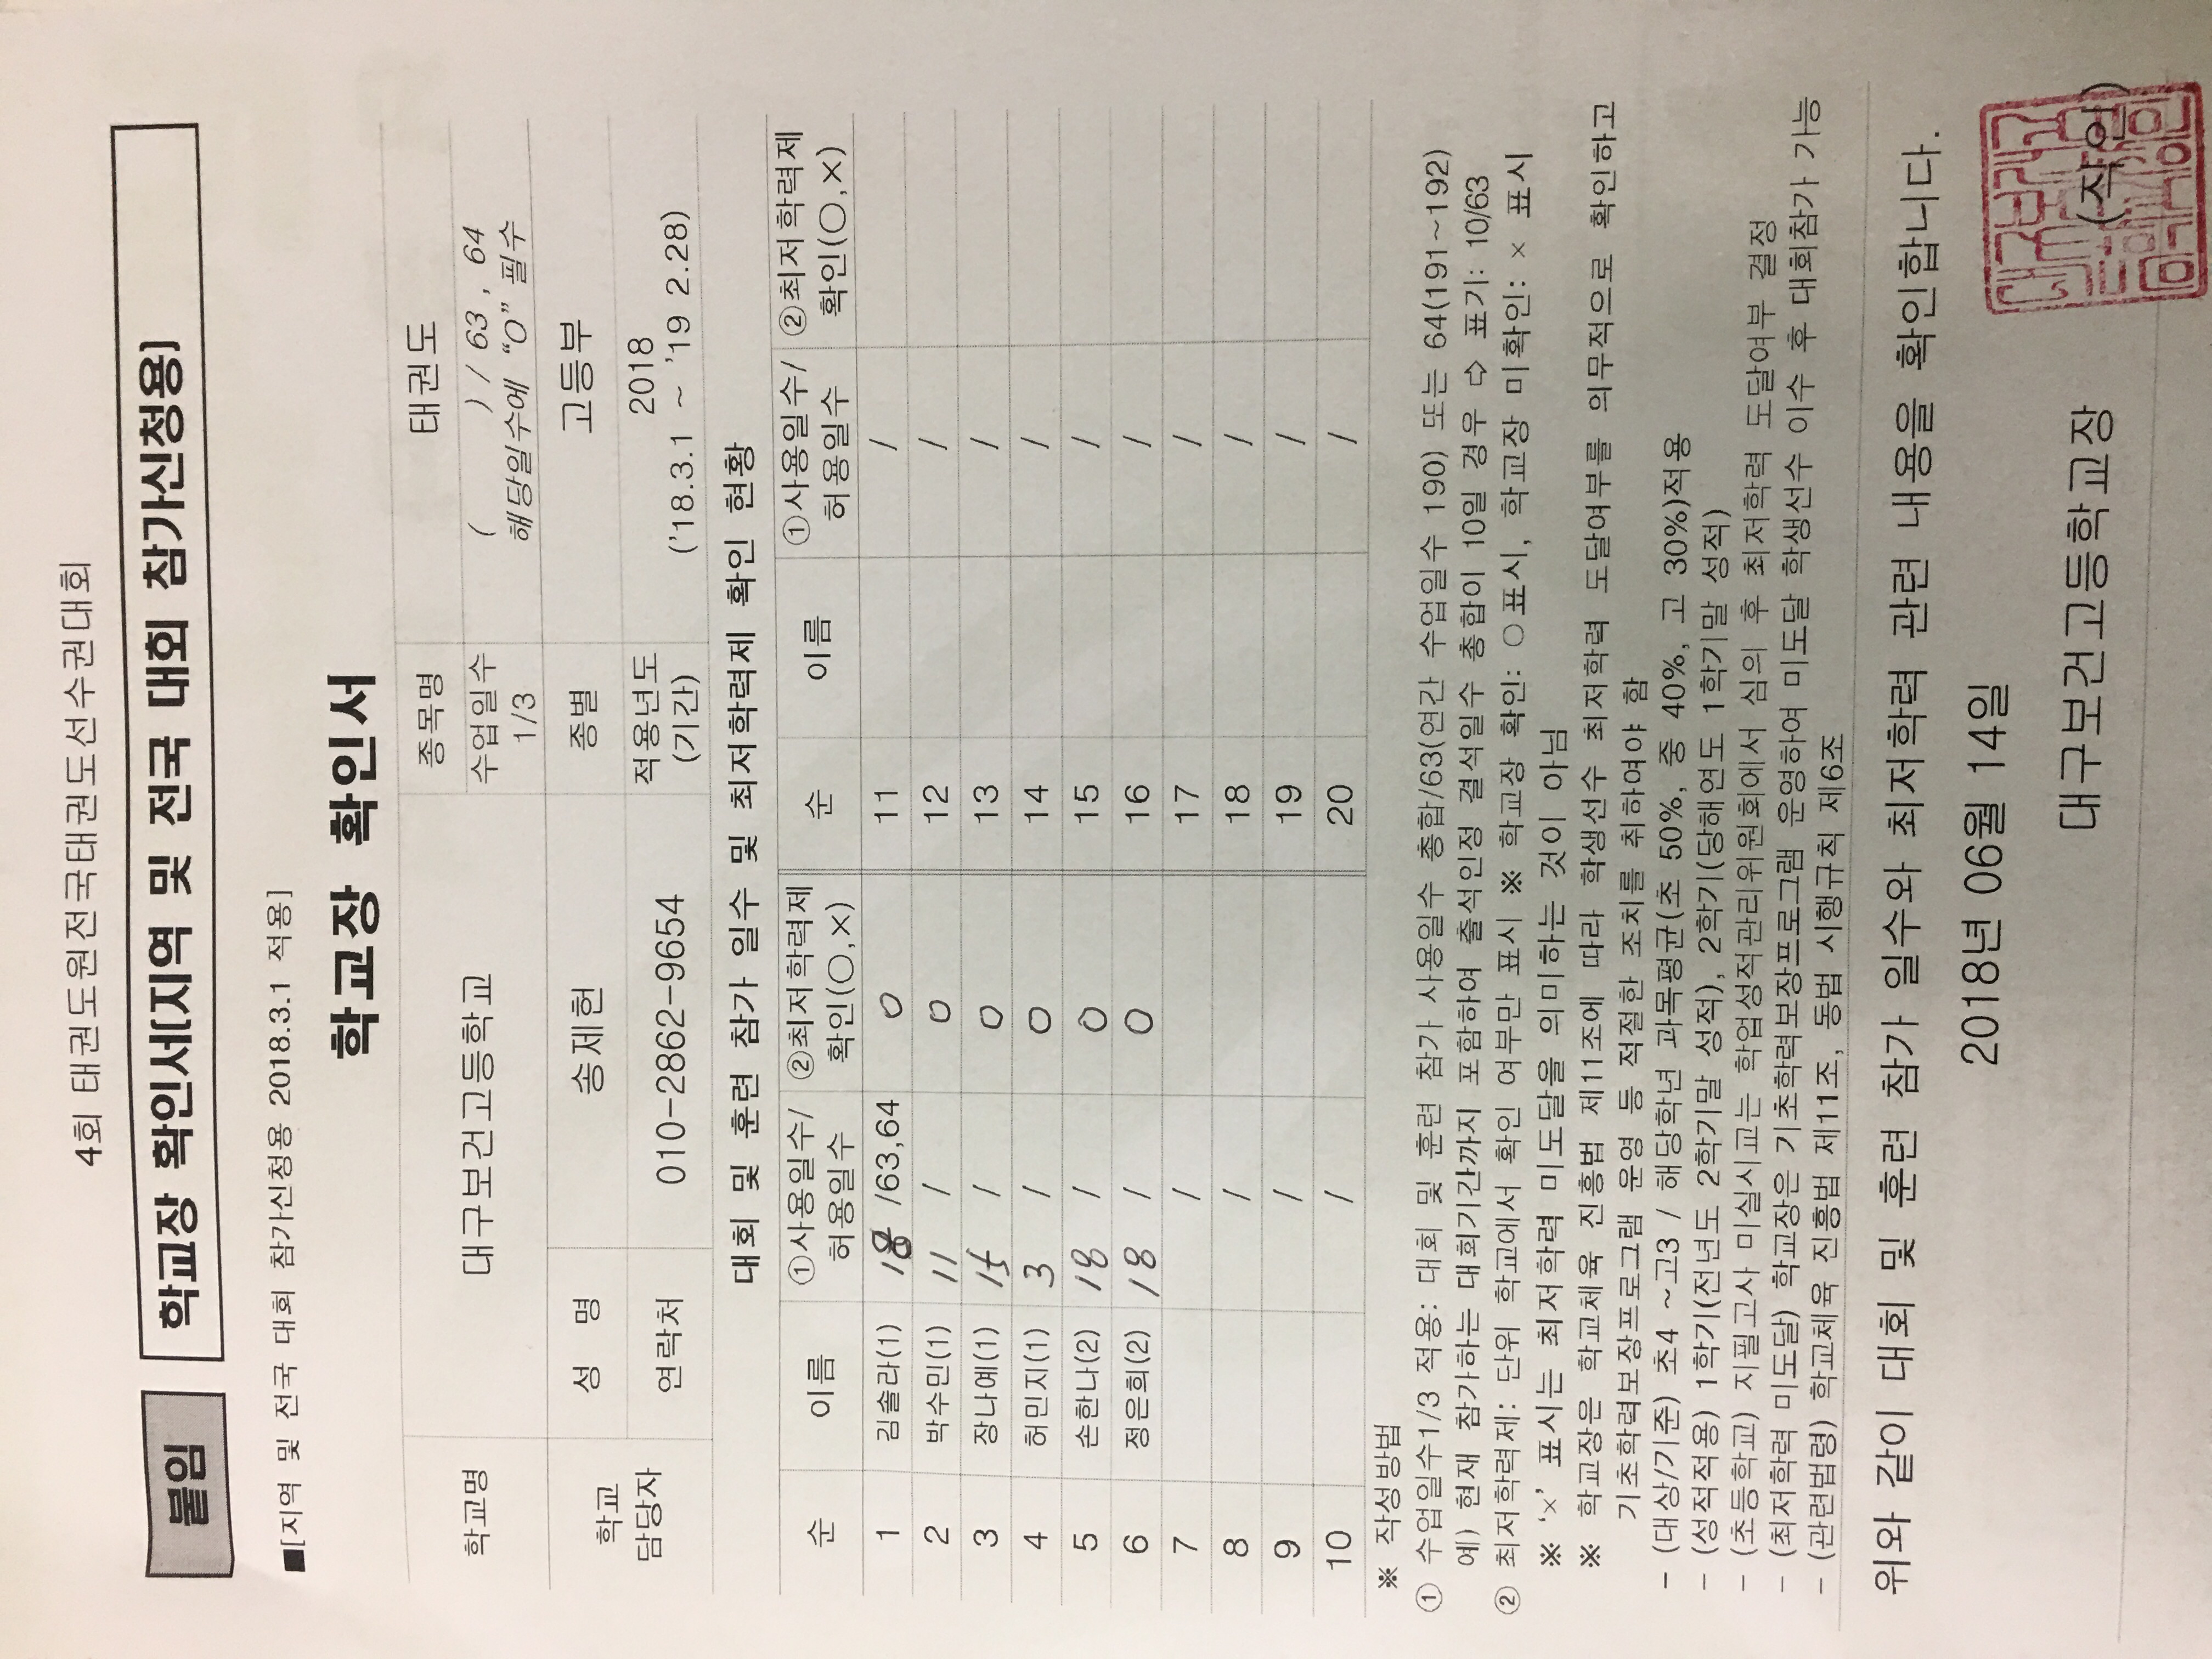 4회 태권도원전국태권도선수권대회
붙임 학교장 확인서[지역 및 전국 대회 참가신청용]
■[지역 및 전국 대회 참가신청용 2018.3.1 적용]
학교장 확인서
학교명 대구보건고등학교 종목명 태권도
수업일수 1/3 ( ) / 63 , 64
해당일수에 “O” 필수
학교 담당자 성 명 송제헌 종별 고등부
연락처 010-2862-9654 적용년도 (기간) 2018
('18.3.1 ~ '19 2.28)
대회 및 훈련 참가 일수 및 최저학력제 확인 현황
순 이름 ①사용일수/허용일수 ②최저학력제 확인(○,×) 순 이름 ①사용일수/허용일수 ②최저학력제 확인(○,×)
1 김솔라(1) 18 /63,64 O 11 /
2 박수민(1) 11 / O 12 /
3 장나예(1) 15 / O 13 /
4 허민지(1) 3 / O 14 /
5 손한나(2) 18 / O 15 /
6 정은희(2) 18 / O 16 /
7 / 17 /
8 / 18 /
9 / 19 /
10 / 20 /
※ 작성방법
① 수업일수1/3 적용: 대회 및 훈련 참가 사용일수 총합/63(연간 수업일수 190) 또는 64(191~192)
예) 현재 참가하는 대회기간까지 포함하여 출석인정 결석일수 총합이 10일 경우 ⇨ 표기: 10/63
② 최저학력제: 단위 학교에서 확인 여부만 표시 ※ 학교장 확인: ○표시, 학교장 미확인: × 표시
※ ‘×’ 표시는 최저학력 미도달을 의미하는 것이 아님
※ 학교장은 학교체육 진흥법 제11조에 따라 학생선수 최저학력 도달여부를 의무적으로 확인하고
기초학력보장프로그램 운영 등 적절한 조치를 취하여야 함
- (대상/기준) 초4 ~고3 / 해당학년 과목평균(초 50%, 중 40%, 고 30%)적용
- (성적적용) 1학기(전년도 2학기말 성적), 2학기(당해연도 1학기말 성적)
- (초등학교) 지필고사 미실시교는 학업성적관리위원회에서 심의 후 최저학력 도달여부 결정
- (최저학력 미도달) 학교장은 기초학력보장프로그램 운영하여 미도달 학생선수 이수 후 대회참가 가능
- (관련법령) 학교체육 진흥법 제11조, 동법 시행규칙 제6조
위와 같이 대회 및 훈련 참가 일수와 최저학력 관련 내용을 확인합니다.
2018년 06월 14일
대구보건고등학교장 (직인)